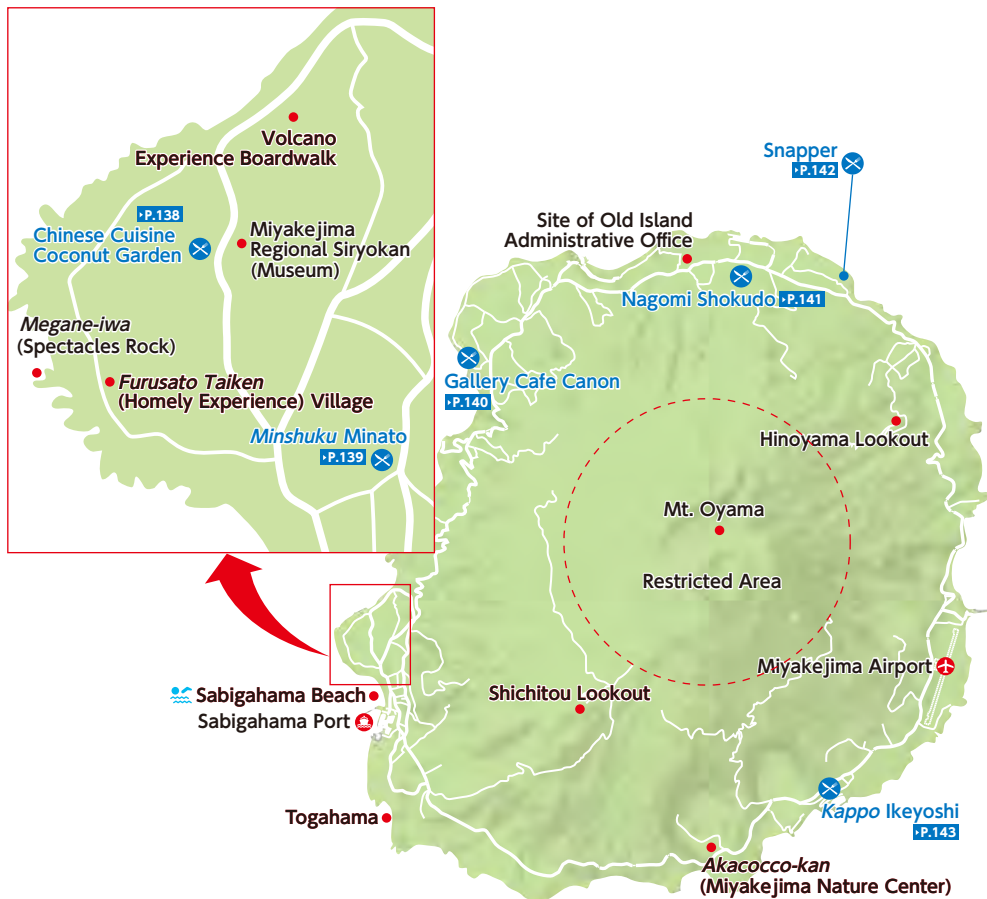 Volcano
Experience Boardwalk
▸P.138
Chinese Cuisine
Coconut Garden
Miyakejima
Regional Siryokan
(Museum)
Megane-iwa
(Spectacles Rock)
Furusato Taiken
(Homely Experience) Village
Minshuku Minato
▸P.139
Snapper
▸P.142
Site of Old Island
Administrative Office
Nagomi Shokudo ▸P.141
Gallery Cafe Canon
▸P.140
Hinoyama Lookout
Mt. Oyama
Restricted Area
Miyakejima Airport
Shichitou Lookout
Sabigahama Beach
Sabigahama Port
Togahama
Kappo Ikeyoshi
▸P.143
Akacocco-kan
(Miyakejima Nature Center)